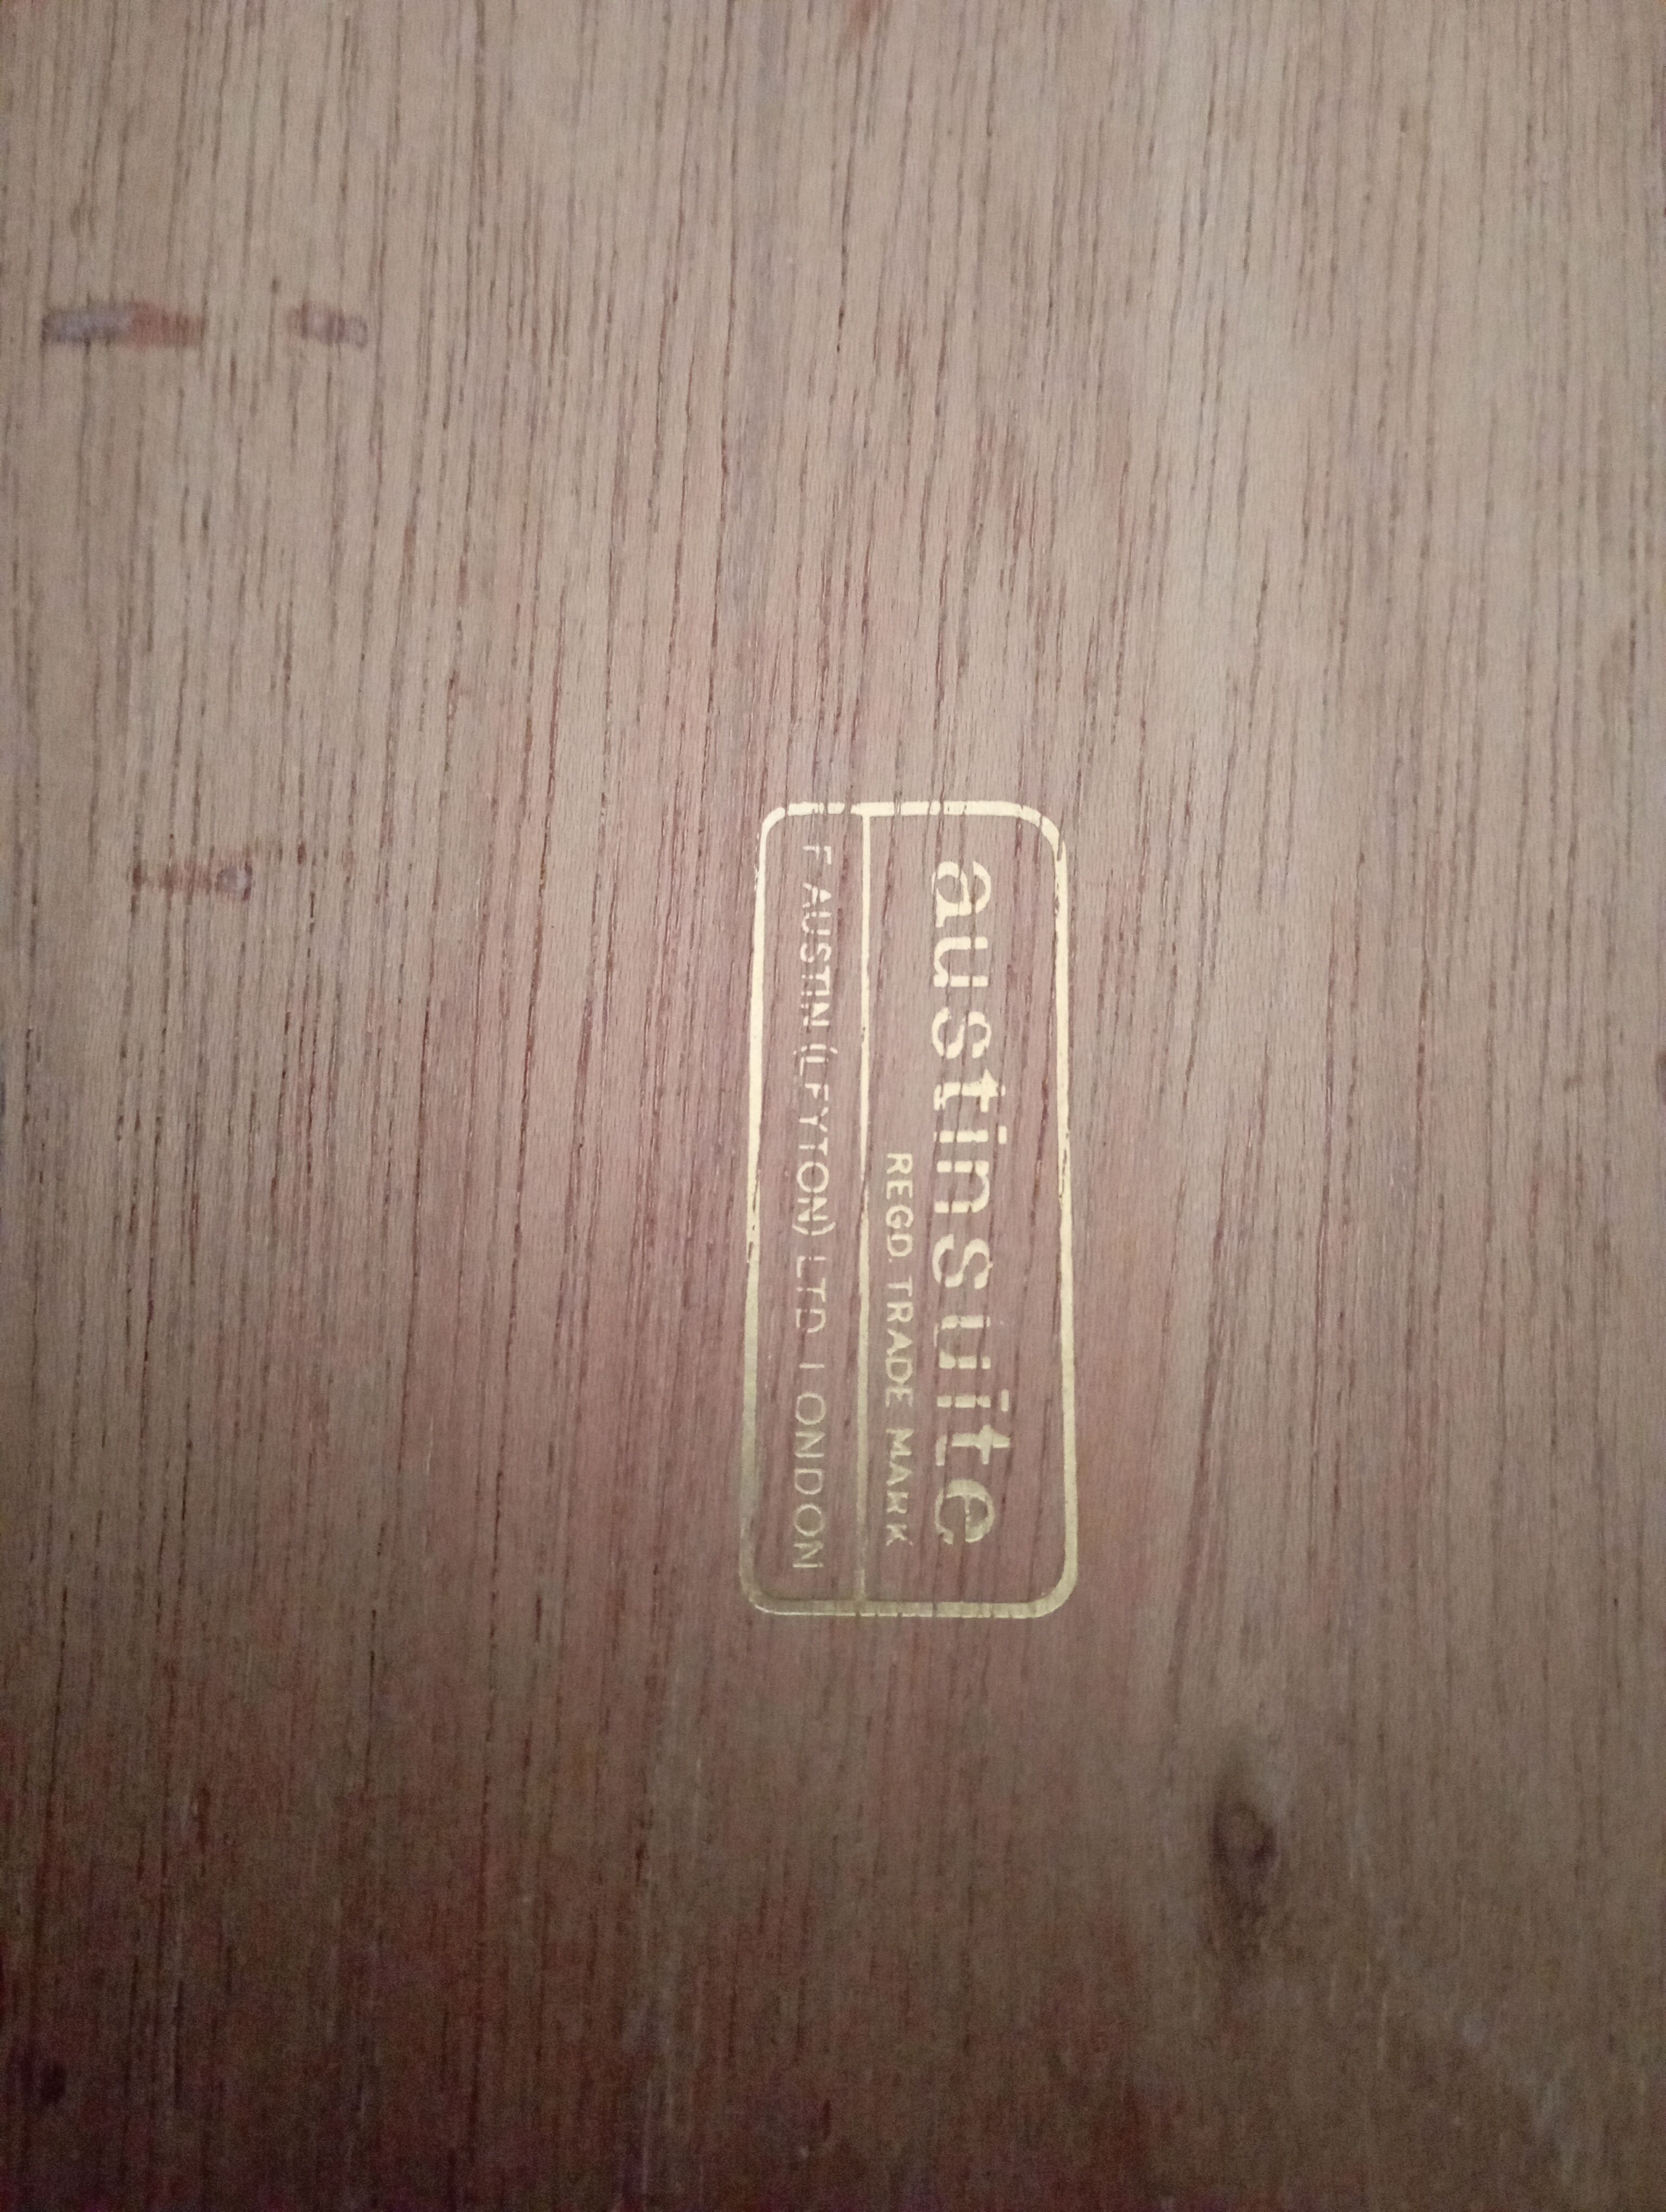 austinsuite
REGD. TRADE MARK
F AUSTIN (LEYTON) LTD LONDON